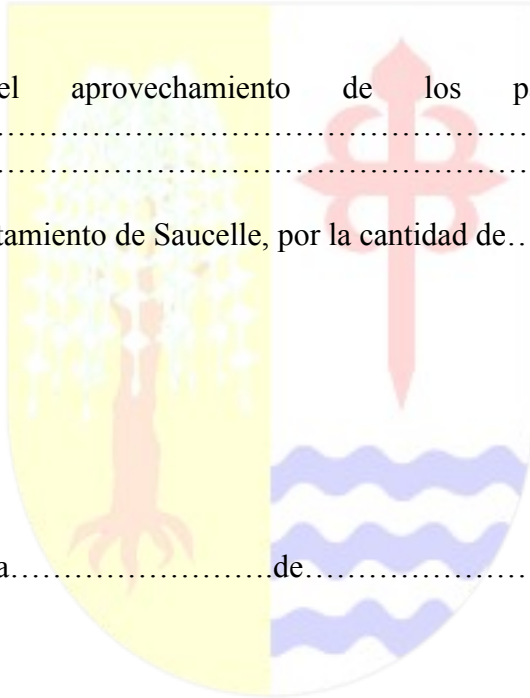 el aprovechamiento de los p
……………………………………………………
……………………………………………………
tamiento de Saucelle, por la cantidad de…
a……………………de…………………